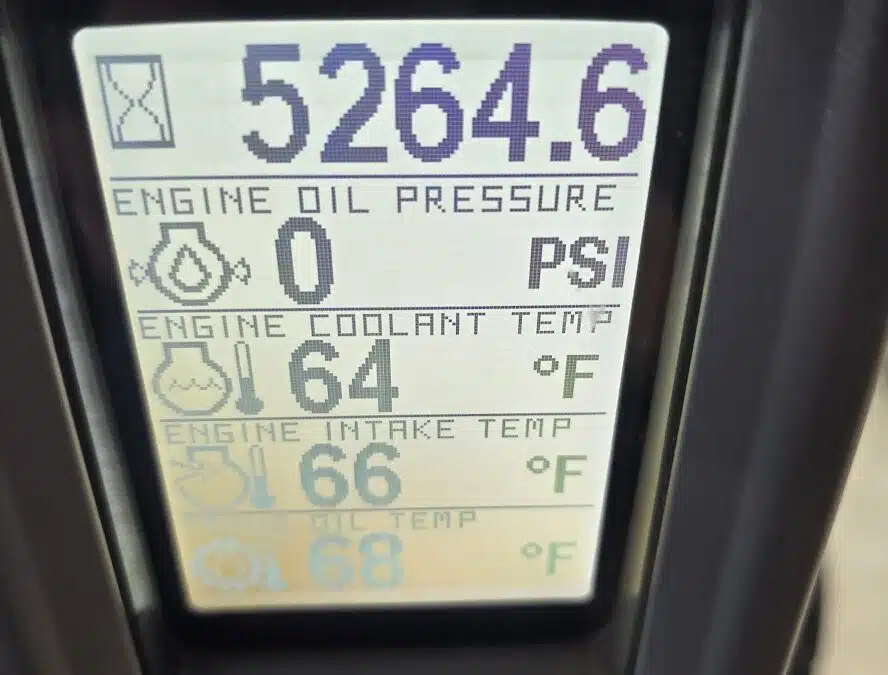 5264.6
ENGINE OIL PRESSURE
0 PSI
ENGINE COOLANT TEMP
64 °F
ENGINE INTAKE TEMP
66 °F
OIL TEMP
68 °F